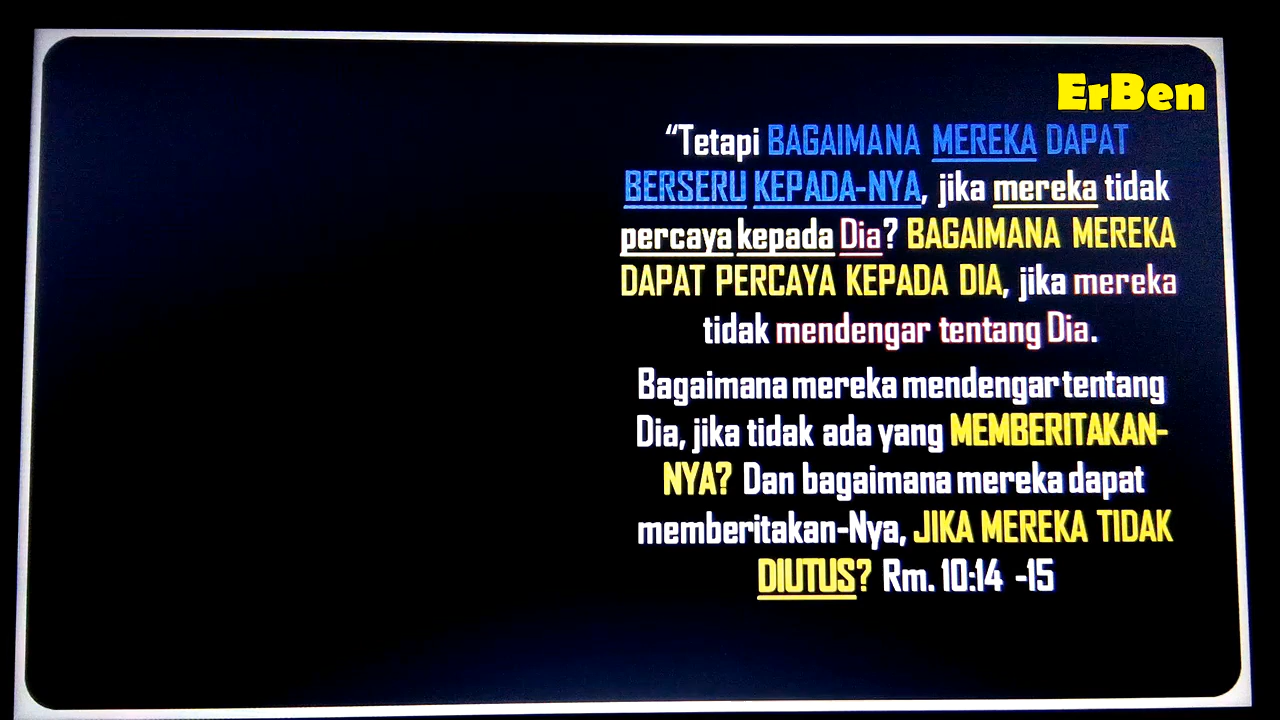 ErBen
“Tetapi BAGAIMANA MEREKA DAPAT
BERSERU KEPADA-NYA, jika mereka tidak
percaya kepada Dia? BAGAIMANA MEREKA
DAPAT PERCAYA KEPADA DIA, jika mereka
tidak mendengar tentang Dia.
Bagaimana mereka mendengar tentang
Dia, jika tidak ada yang MEMBERITAKAN-
NYA? Dan bagaimana mereka dapat
memberitakan-Nya, JIKA MEREKA TIDAK
DIUTUS? Rm. 10:14 -15